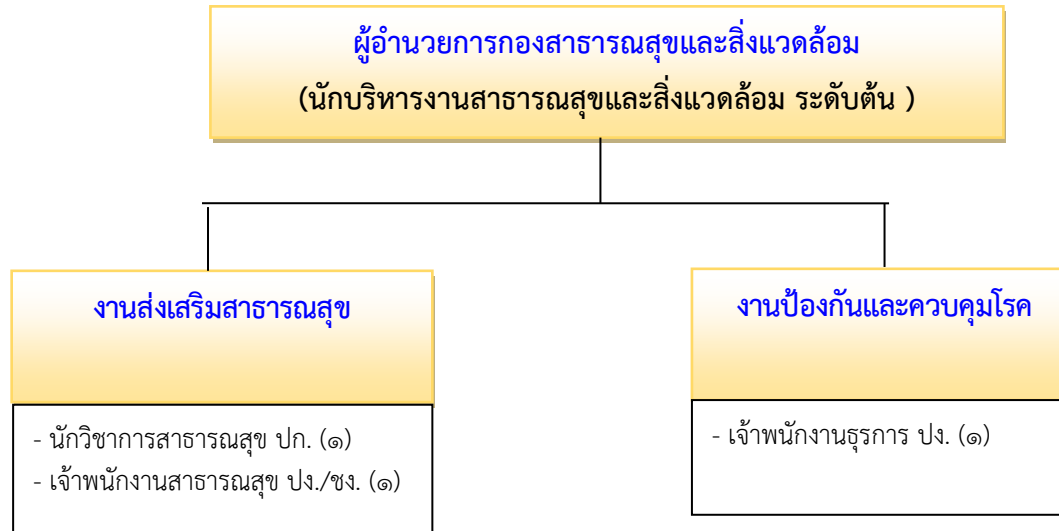 ผู้อำนวยการกองสาธารณสุขและสิ่งแวดล้อม
(นักบริหารงานสาธารณสุขและสิ่งแวดล้อม ระดับต้น )
งานส่งเสริมสาธารณสุข
- นักวิชาการสาธารณสุข ปก. (๑)
- เจ้าพนักงานสาธารณสุข ปง./ชง. (๑)
งานป้องกันและควบคุมโรค
- เจ้าพนักงานธุรการ ปง. (๑)